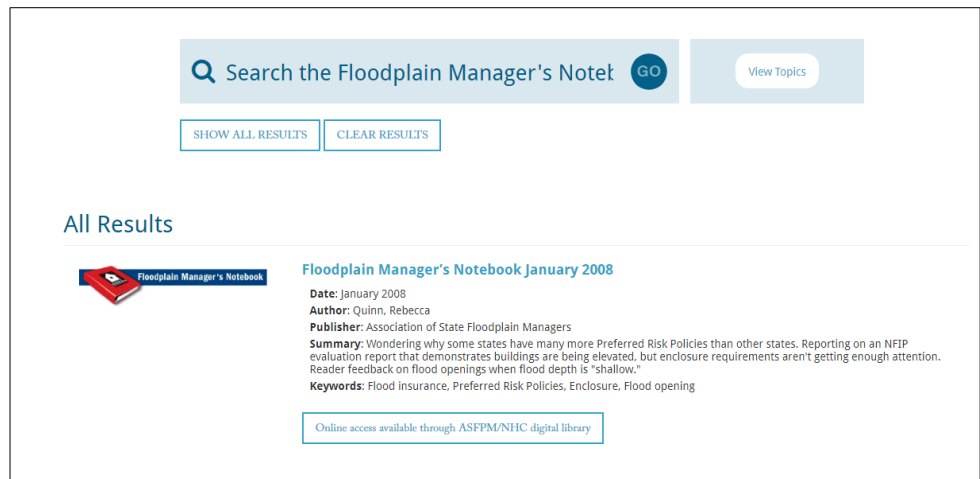 Search the Floodplain Manager's Notek
GO
View Topics
SHOW ALL RESULTS
CLEAR RESULTS
All Results
Floodplain Manager's Notebook
Floodplain Manager's Notebook January 2008
Date: January 2008
Author: Quinn, Rebecca
Publisher: Association of State Floodplain Managers
Summary: Wondering why some states have many more Preferred Risk Policies than other states. Reporting on an NFIP
evaluation report that demonstrates buildings are being elevated, but enclosure requirements aren't getting enough attention.
Reader feedback on flood openings when flood depth is "shallow."
Keywords: Flood insurance, Preferred Risk Policies, Enclosure, Flood opening
Online access available through ASFPM/NHC digital library